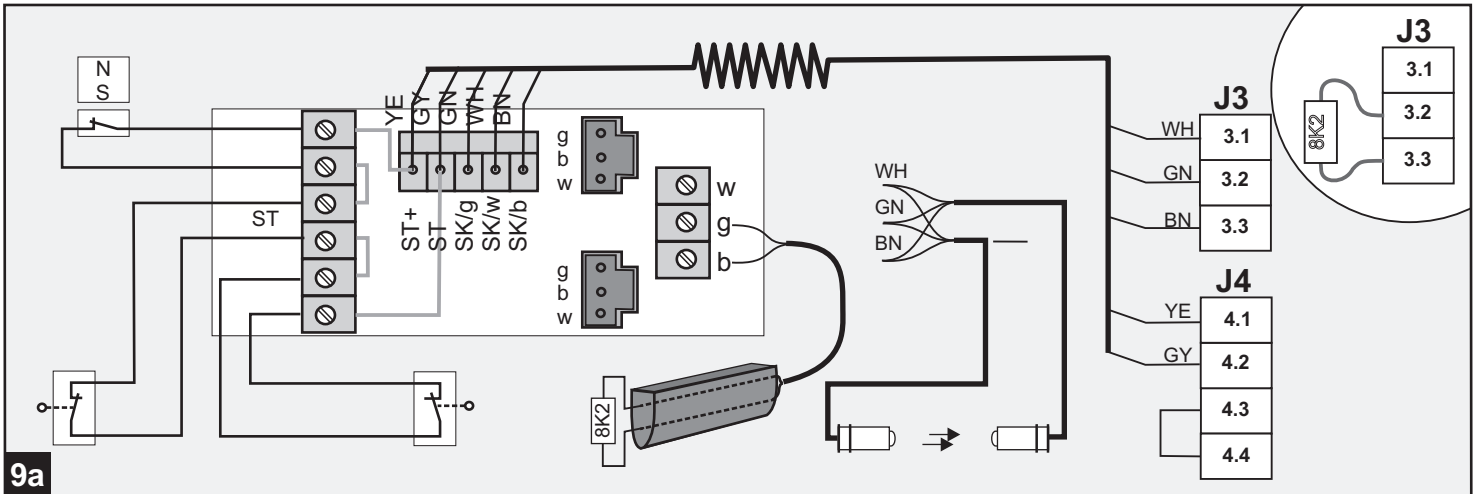 N
S
YE
GY
GN
WH
BN
ST
ST+
ST
SK/g
SK/w
SK/b
g
b
w
g
b
w
w
g
b
8K2
WH
GN
BN
J3
WH 3.1
GN 3.2
BN 3.3
J4
YE 4.1
GY 4.2
4.3
4.4
J3
3.1
3.2
3.3
8K2
9a